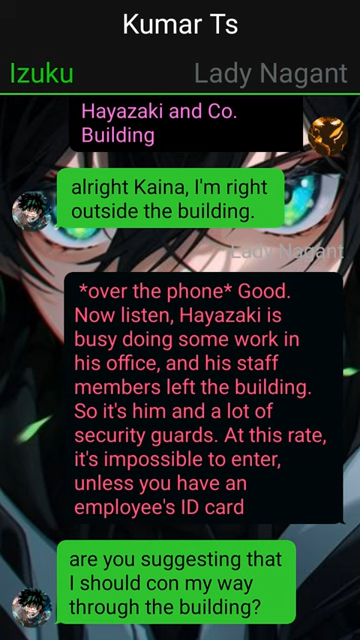 Kumar Ts
Izuku
Lady Nagant
Hayazaki and Co.
Building
alright Kaina, I'm right
outside the building.
Lady Nagant
*over the phone* Good.
Now listen, Hayazaki is
busy doing some work in
his office, and his staff
members left the building.
So it's him and a lot of
security guards. At this rate,
it's impossible to enter,
unless you have an
employee's ID card
are you suggesting that
I should con my way
through the building?